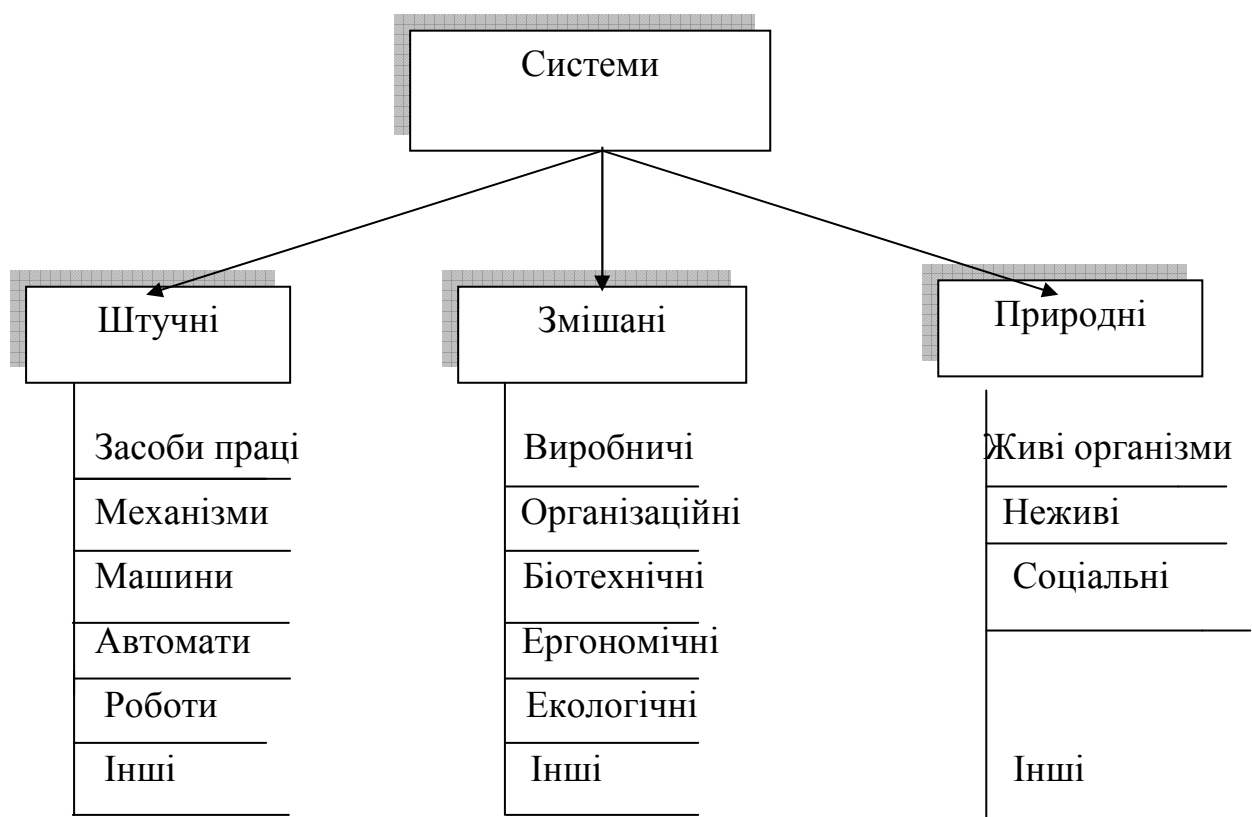 Системи
Штучні
Змішані
Природні
Засоби праці
Механізми
Машини
Автомати
Роботи
Інші
Виробничі
Організаційні
Біотехнічні
Ергономічні
Екологічні
Інші
Живі організми
Неживі
Соціальні
Інші